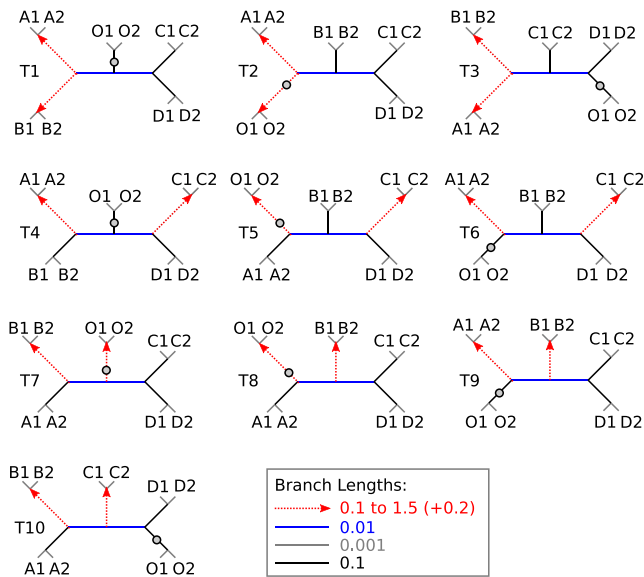 A1 A2 O1 O2 C1 C2
T1
B1 B2 D1 D2
A1 A2 B1 B2 C1 C2
T2
O1 O2 D1 D2
B1 B2 C1 C2 D1 D2
T3
A1 A2 O1 O2
A1 A2 O1 O2 C1 C2
T4
B1 B2 D1 D2
O1 O2 B1 B2 C1 C2
T5
A1 A2 D1 D2
A1 A2 B1 B2 C1 C2
T6
O1 O2 D1 D2
B1 B2 O1 O2 C1 C2
T7
A1 A2 D1 D2
O1 O2 B1 B2 C1 C2
T8
A1 A2 D1 D2
A1 A2 B1 B2 C1 C2
T9
O1 O2 D1 D2
B1 B2 C1 C2 D1 D2
T10
A1 A2 O1 O2
Branch Lengths:
0.1 to 1.5 (+0.2)
0.01
0.001
0.1